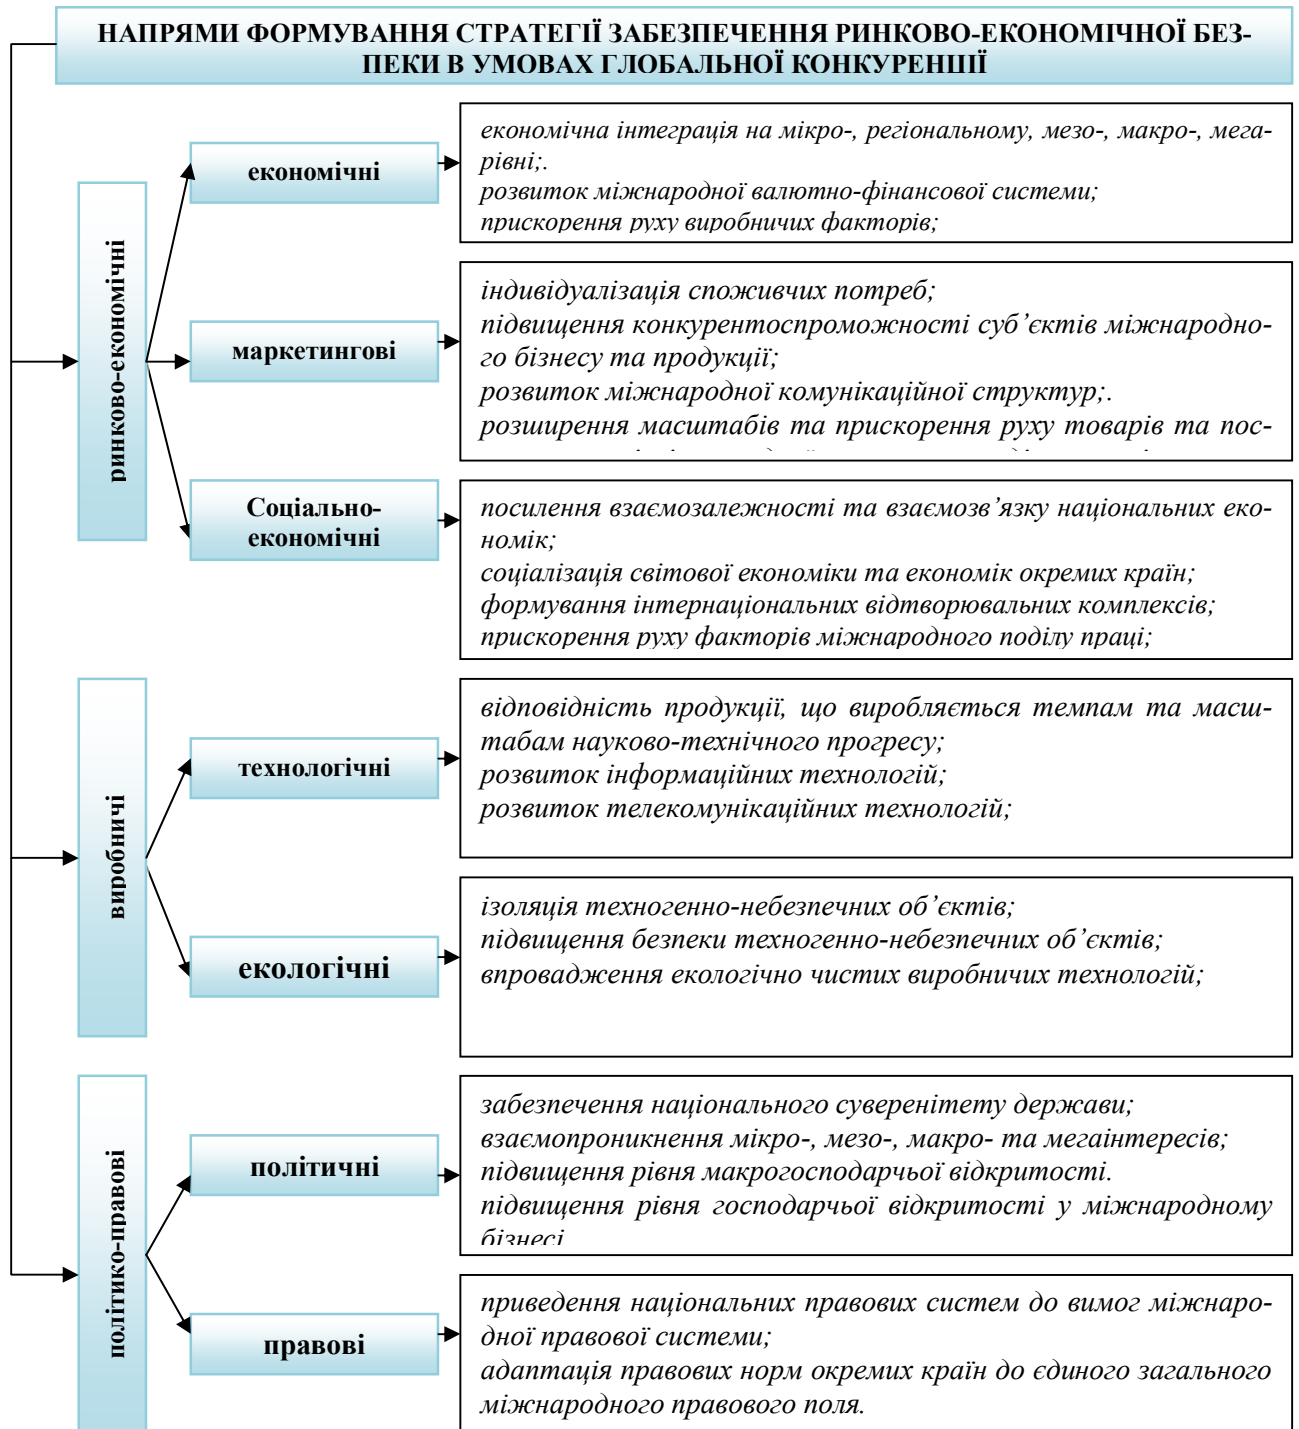 НАПРЯМИ ФОРМУВАННЯ СТРАТЕГІЇ ЗАБЕЗПЕЧЕННЯ РИНКОВО-ЕКОНОМІЧНОЇ БЕЗ-
ПЕКИ В УМОВАХ ГЛОБАЛЬНОЇ КОНКУРЕНЦІЇ
ринково-економічні
економічні
економічна інтеграція на мікро-, регіональному, мезо-, макро-, мега-
рівні;.
розвиток міжнародної валютно-фінансової системи;
прискорення руху виробничих факторів;
маркетингові
індивідуалізація споживчих потреб;
підвищення конкурентоспроможності суб’єктів міжнародно-
го бізнесу та продукції;
розвиток міжнародної комунікаційної структур;.
розширення масштабів та прискорення руху товарів та пос-
Соціально-
економічні
посилення взаємозалежності та взаємозв’язку національних еко-
номік;
соціалізація світової економіки та економік окремих країн;
формування інтернаціональних відтворювальних комплексів;
прискорення руху факторів міжнародного поділу праці;
виробничі
технологічні
відповідність продукції, що виробляється темпам та масш-
табам науково-технічного прогресу;
розвиток інформаційних технологій;
розвиток телекомунікаційних технологій;
екологічні
ізоляція техногенно-небезпечних об’єктів;
підвищення безпеки техногенно-небезпечних об’єктів;
впровадження екологічно чистих виробничих технологій;
політико-правові
політичні
забезпечення національного суверенітету держави;
взаємопроникнення мікро-, мезо-, макро- та мегаінтересів;
підвищення рівня макрогосподарчьої відкритості.
підвищення рівня господарчьої відкритості у міжнародному
бізнесі
правові
приведення національних правових систем до вимог міжнаро-
дної правової системи;
адаптація правових норм окремих країн до єдиного загального
міжнародного правового поля.